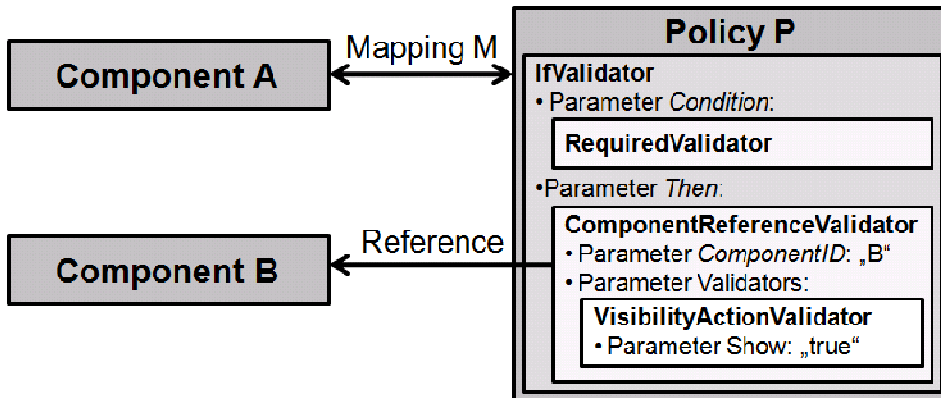 Component A
Mapping M
Policy P
IfValidator
• Parameter Condition:
RequiredValidator
•Parameter Then:
ComponentReferenceValidator
• Parameter ComponentID: „B“
• Parameter Validators:
VisibilityActionValidator
• Parameter Show: „true“
Reference
Component B